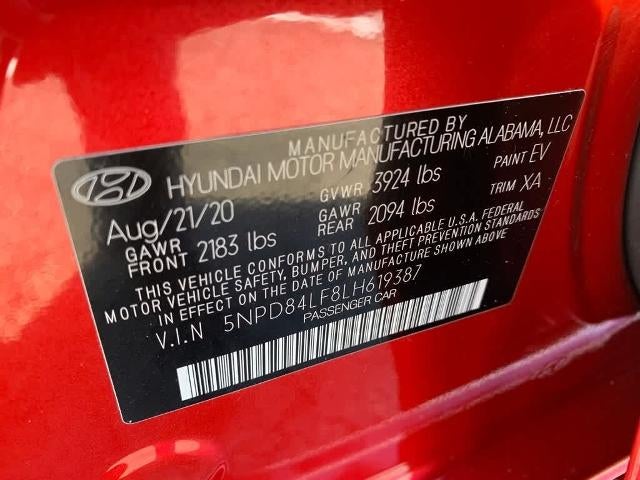 MANUFACTURED BY
HYUNDAI MOTOR MANUFACTURING ALABAMA, LLC
Aug/21/20 GVWR 3924 lbs PAINT EV
GAWR FRONT 2183 lbs GAWR REAR 2094 lbs TRIM XA
THIS VEHICLE CONFORMS TO ALL APPLICABLE U.S.A. FEDERAL
MOTOR VEHICLE SAFETY, BUMPER, AND THEFT PREVENTION STANDARDS
IN EFFECT ON THE DATE OF MANUFACTURE SHOWN ABOVE
V.I.N 5NPD84LF8LH619387
PASSENGER CAR